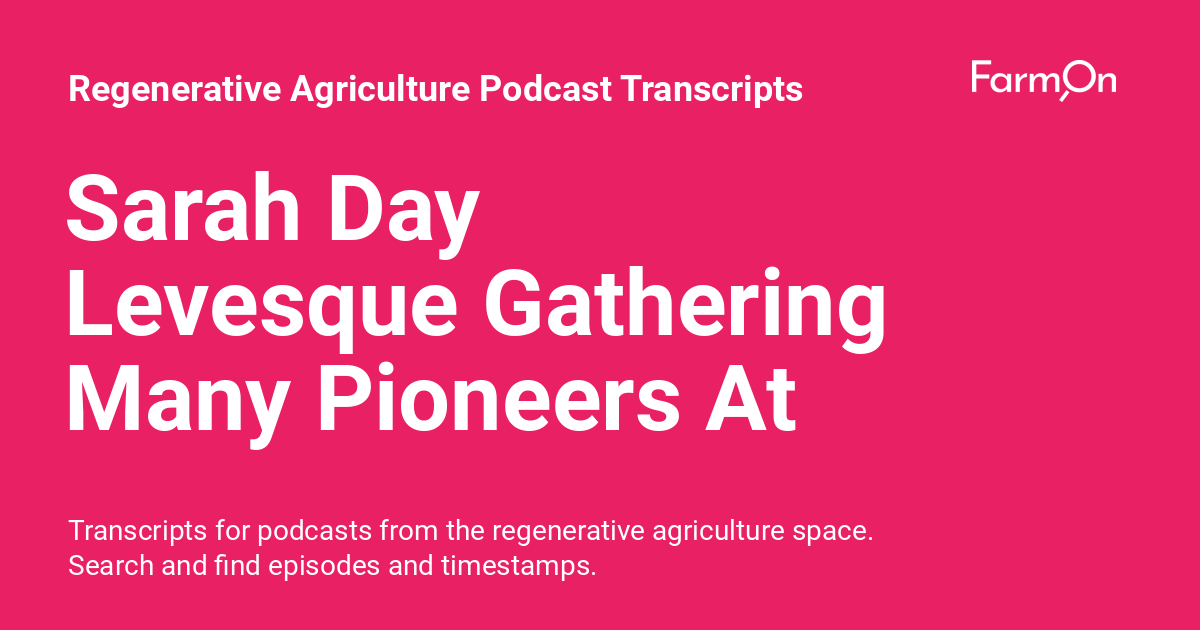 Regenerative Agriculture Podcast Transcripts
FarmOn
Sarah Day
Levesque Gathering
Many Pioneers At
Transcripts for podcasts from the regenerative agriculture space.
Search and find episodes and timestamps.